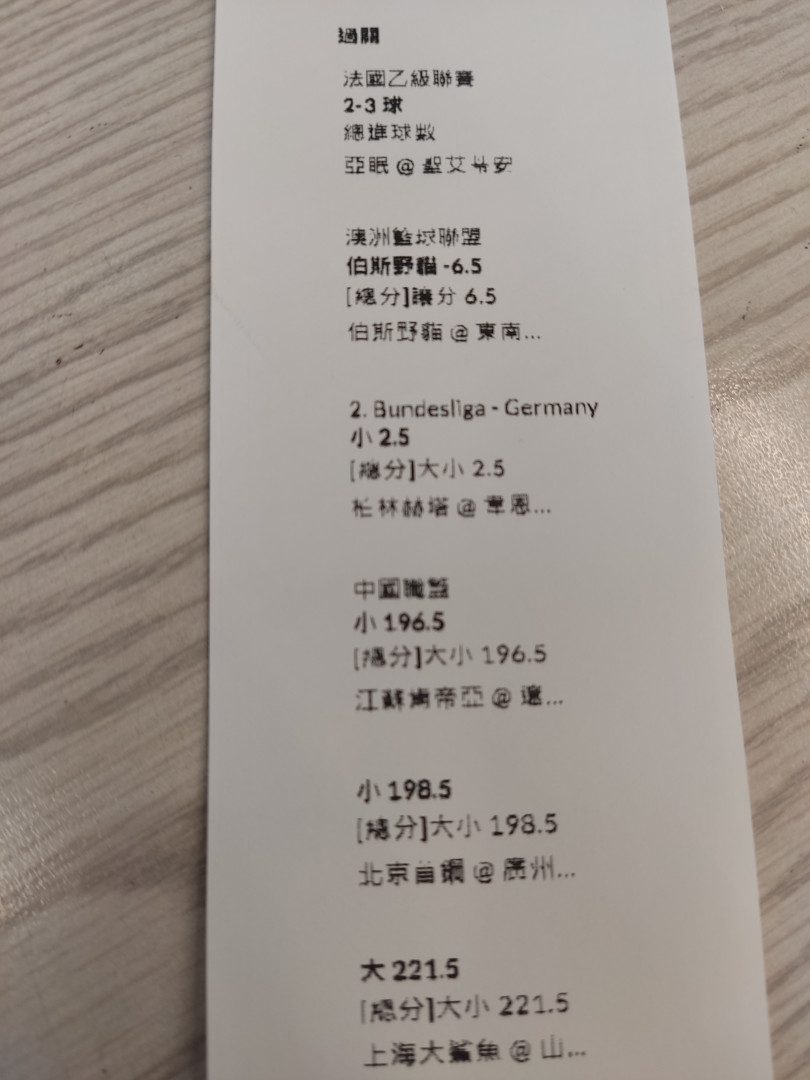 過關
法國乙級聯賽
2-3 球
總進球數
亞眠 @ 聖艾蒂安
澳洲籃球聯盟
伯斯野貓 -6.5
[總分]讓分 6.5
伯斯野貓 @ 東南...
2. Bundesliga - Germany
小 2.5
[總分]大小 2.5
柏林赫塔 @ 韋恩...
中國職籃
小 196.5
[總分]大小 196.5
江蘇肯帝亞 @ 遼...
小 198.5
[總分]大小 198.5
北京首鋼 @ 廣州...
大 221.5
[總分]大小 221.5
上海大鯊魚 @ 山...